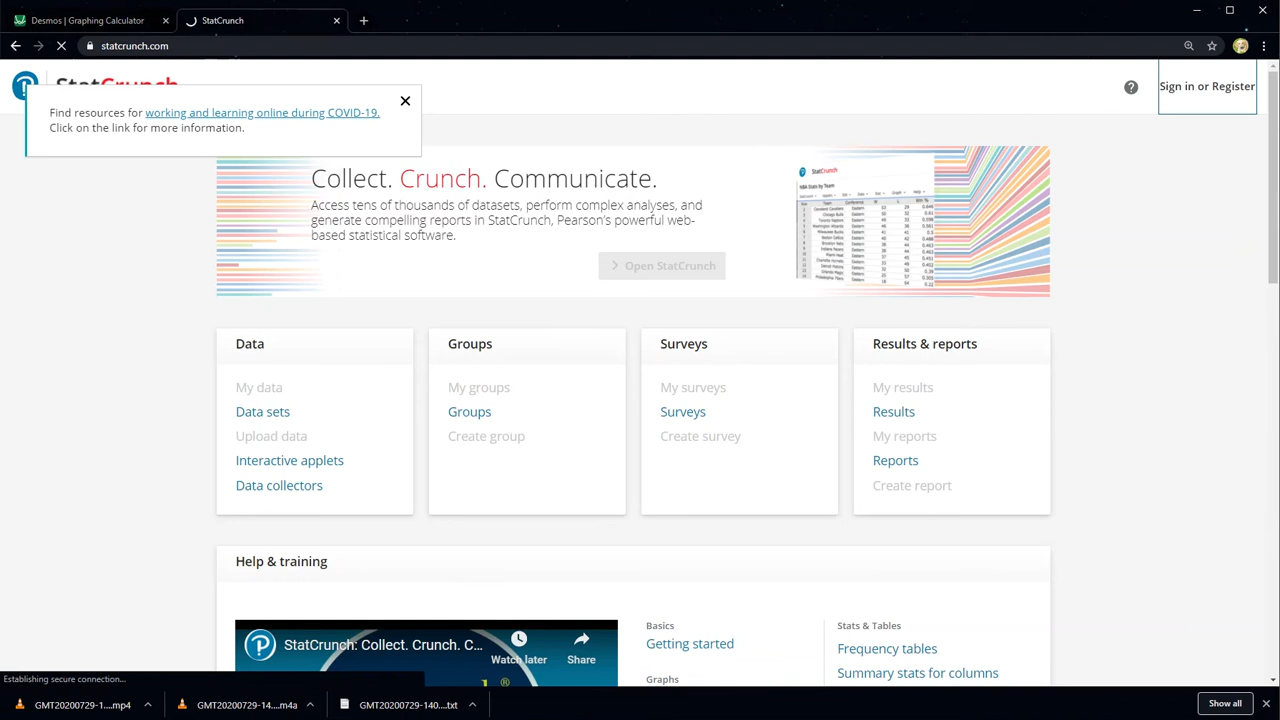 Desmos | Graphing Calculator
StatCrunch
statcrunch.com
StatCrunch
Sign in or Register
Find resources for working and learning online during COVID-19.
Click on the link for more information.
Collect. Crunch. Communicate.
Access tens of thousands of datasets, perform complex analyses, and
generate compelling reports in StatCrunch, Pearson's powerful web-
based statistical software.
Open StatCrunch
StatCrunch
NBA Stats by Team
Data
My data
Data sets
Upload data
Interactive applets
Data collectors
Groups
My groups
Groups
Create group
Surveys
My surveys
Surveys
Create survey
Results & reports
My results
Results
My reports
Reports
Create report
Help & training
StatCrunch: Collect. Crunch. C...
Watch later
Share
Basics
Getting started
Graphs
Stats & Tables
Frequency tables
Summary stats for columns
Establishing secure connection...
GMT20200729-1....mp4
GMT20200729-14....m4a
GMT20200729-140....txt
Show all